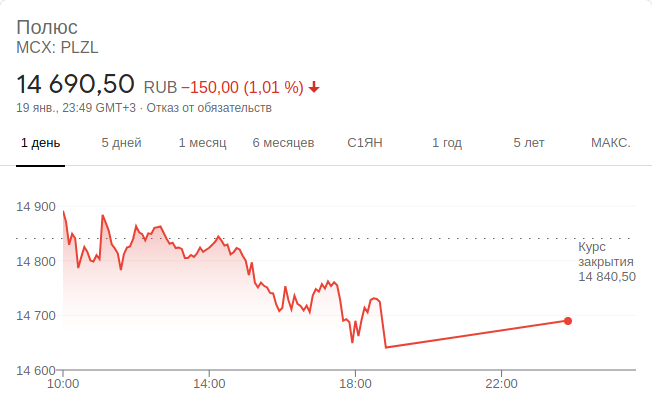 Полюс
MCX: PLZL
14 690,50 RUB −150,00 (1,01 %)
19 янв., 23:49 GMT+3 · Отказ от обязательств
1 день 5 дней 1 месяц 6 месяцев С1ЯН 1 год 5 лет МАКС.
14 900
Курс
закрытия
14 840,50
14 800
14 700
14 600
10:00 14:00 18:00 22:00